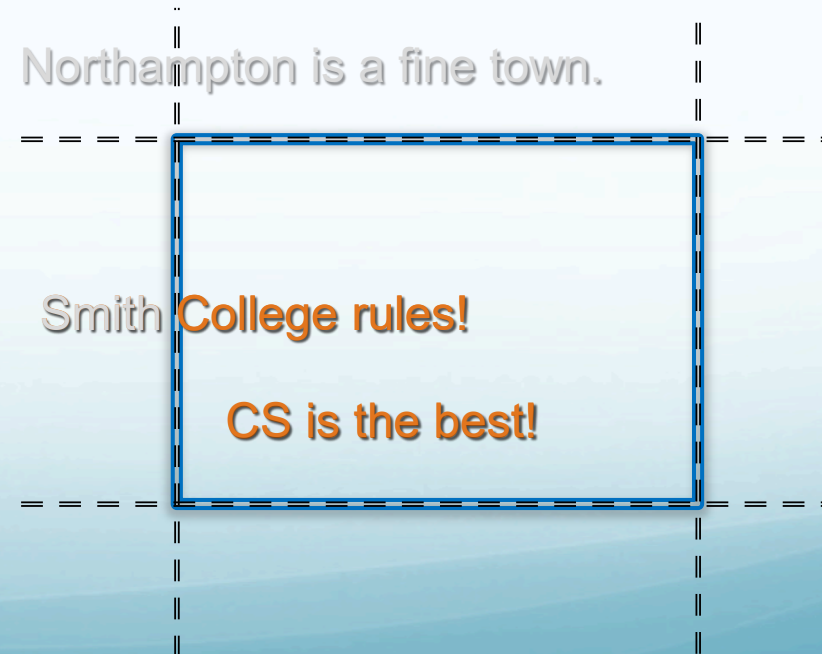 Northampton is a fine town.
Smith College rules!
CS is the best!